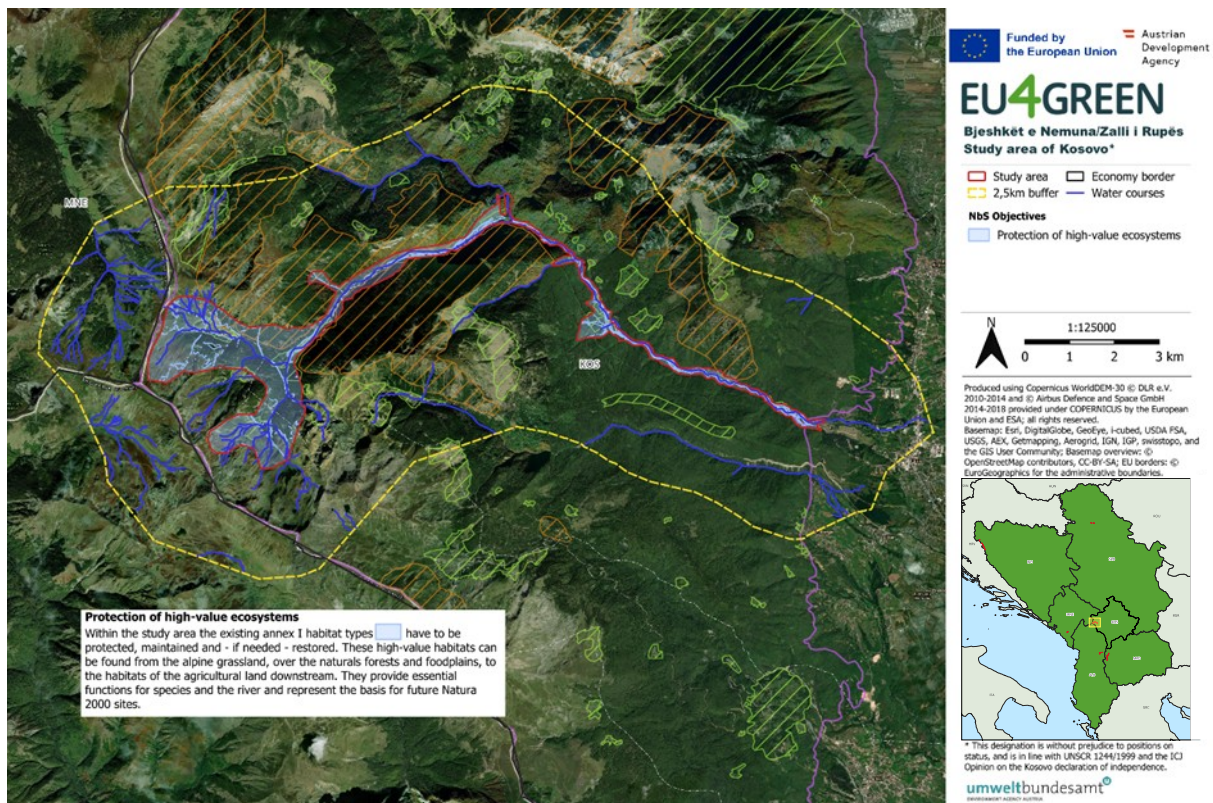 MNE
KOS
Protection of high-value ecosystems
Within the study area the existing annex I habitat types have to be
protected, maintained and - if needed - restored. These high-value habitats can
be found from the alpine grassland, over the naturals forests and foodplains, to
the habitats of the agricultural land downstream. They provide essential
functions for species and the river and represent the basis for future Natura
2000 sites.
Funded by
the European Union
Austrian
Development
Agency
EU4GREEN
Bjeshkët e Nemuna/Zalli i Rupës
Study area of Kosovo*
Study area
Economy border
2,5km buffer
Water courses
NbS Objectives
Protection of high-value ecosystems
N
1:125000
0 1 2 3 km
Produced using Copernicus WorldDEM-30 © DLR e.V.
2010-2014 and © Airbus Defence and Space GmbH
2014-2018 provided under COPERNICUS by the European
Union and ESA; all rights reserved.
Basemap: Esri, DigitalGlobe, GeoEye, i-cubed, USDA FSA,
USGS, AEX, Getmapping, Aerogrid, IGN, IGP, swisstopo, and
the GIS User Community; Basemap overview: ©
OpenStreetMap contributors, CC-BY-SA; EU borders: ©
EuroGeographics for the administrative boundaries.
* This designation is without prejudice to positions on
status, and is in line with UNSCR 1244/1999 and the ICJ
Opinion on the Kosovo declaration of independence.
umweltbundesamt
ENVIRONMENT AGENCY AUSTRIA